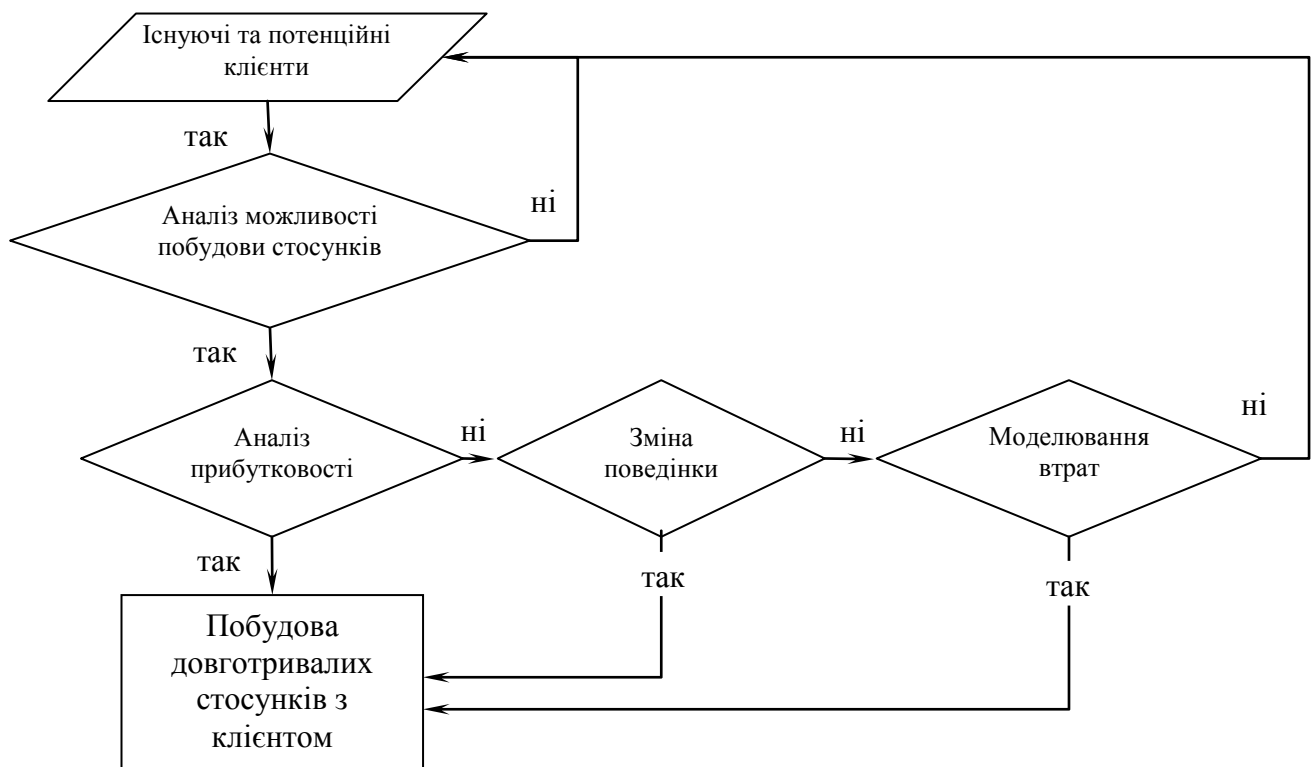 Існуючі та потенційні
клієнти
так
Аналіз можливості
побудови стосунків
ні
так
Аналіз
прибутковості
ні
Зміна
поведінки
ні
Моделювання
втрат
ні
так
так
так
Побудова
довготривалих
стосунків з
клієнтом